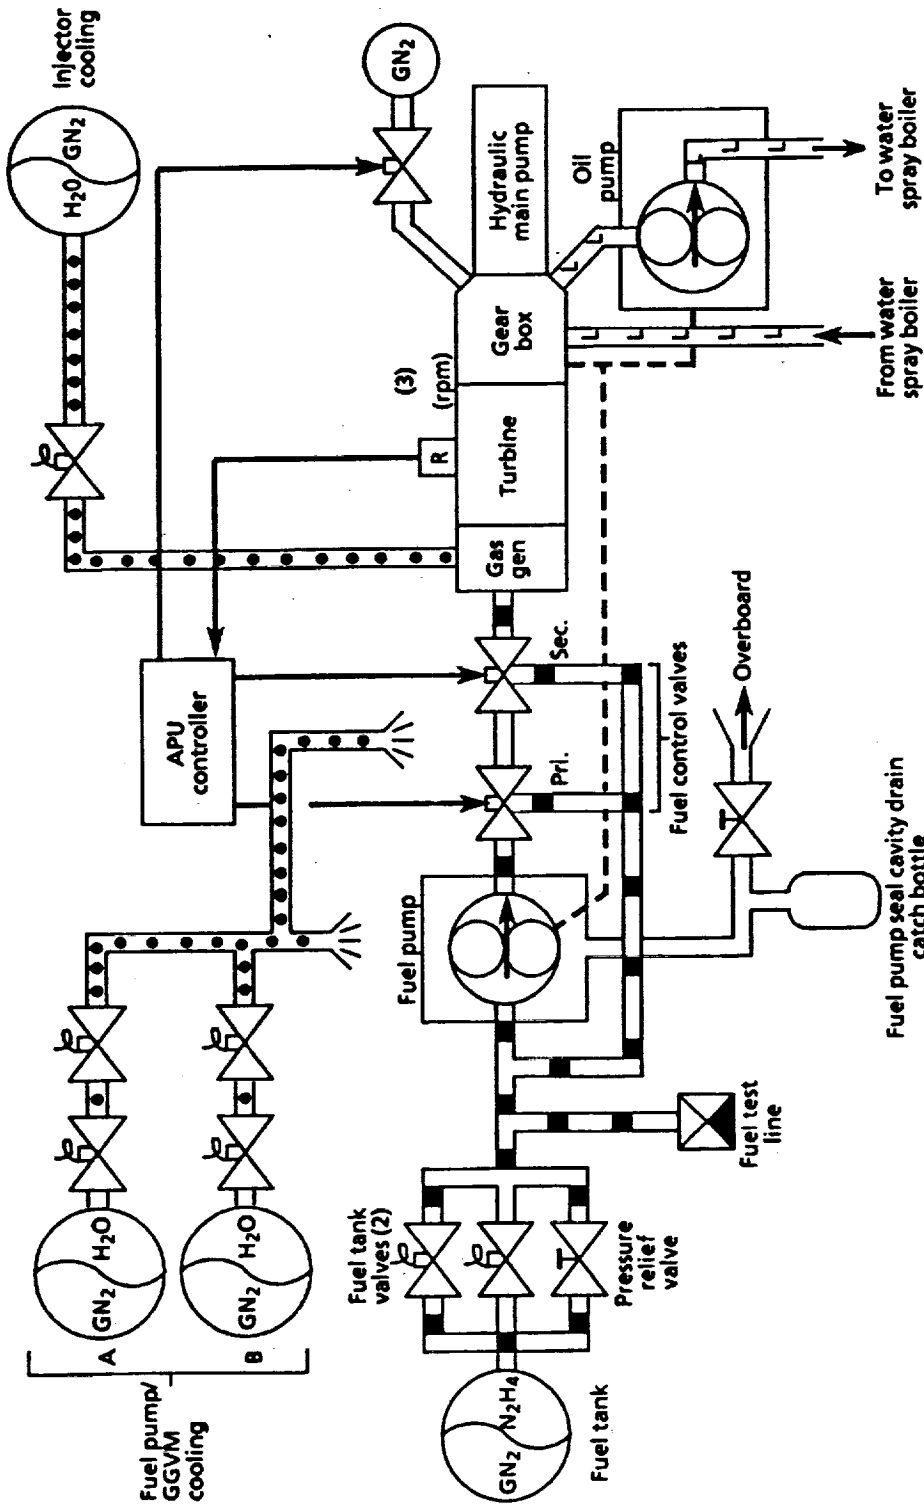 Injector
cooling
H₂O GN₂
GN₂
Hydraulic
main pump
Oil
pump
To water
spray boiler
From water
spray boiler
Gear
box
(3)
(rpm)
R
Turbine
Gas
gen
APU
controller
Sec.
Pri.
Fuel control valves
Overboard
Fuel pump seal cavity drain
catch bottle
Fuel pump
Fuel test
line
Fuel tank
valves (2)
Pressure
relief
valve
GN₂ N₂H₄
Fuel tank
GN₂ H₂O
A
GN₂ H₂O
B
Fuel pump/
GGVM
cooling